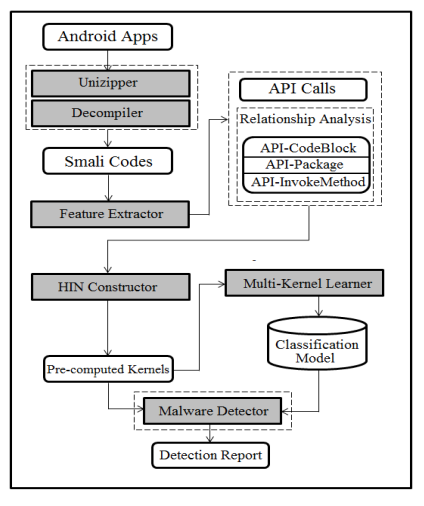 Android Apps
Unizipper
Decompiler
Smali Codes
Feature Extractor
API Calls
Relationship Analysis
API-CodeBlock
API-Package
API-InvokeMethod
HIN Constructor
Multi-Kernel Learner
Classification
Model
Pre-computed Kernels
Malware Detector
Detection Report